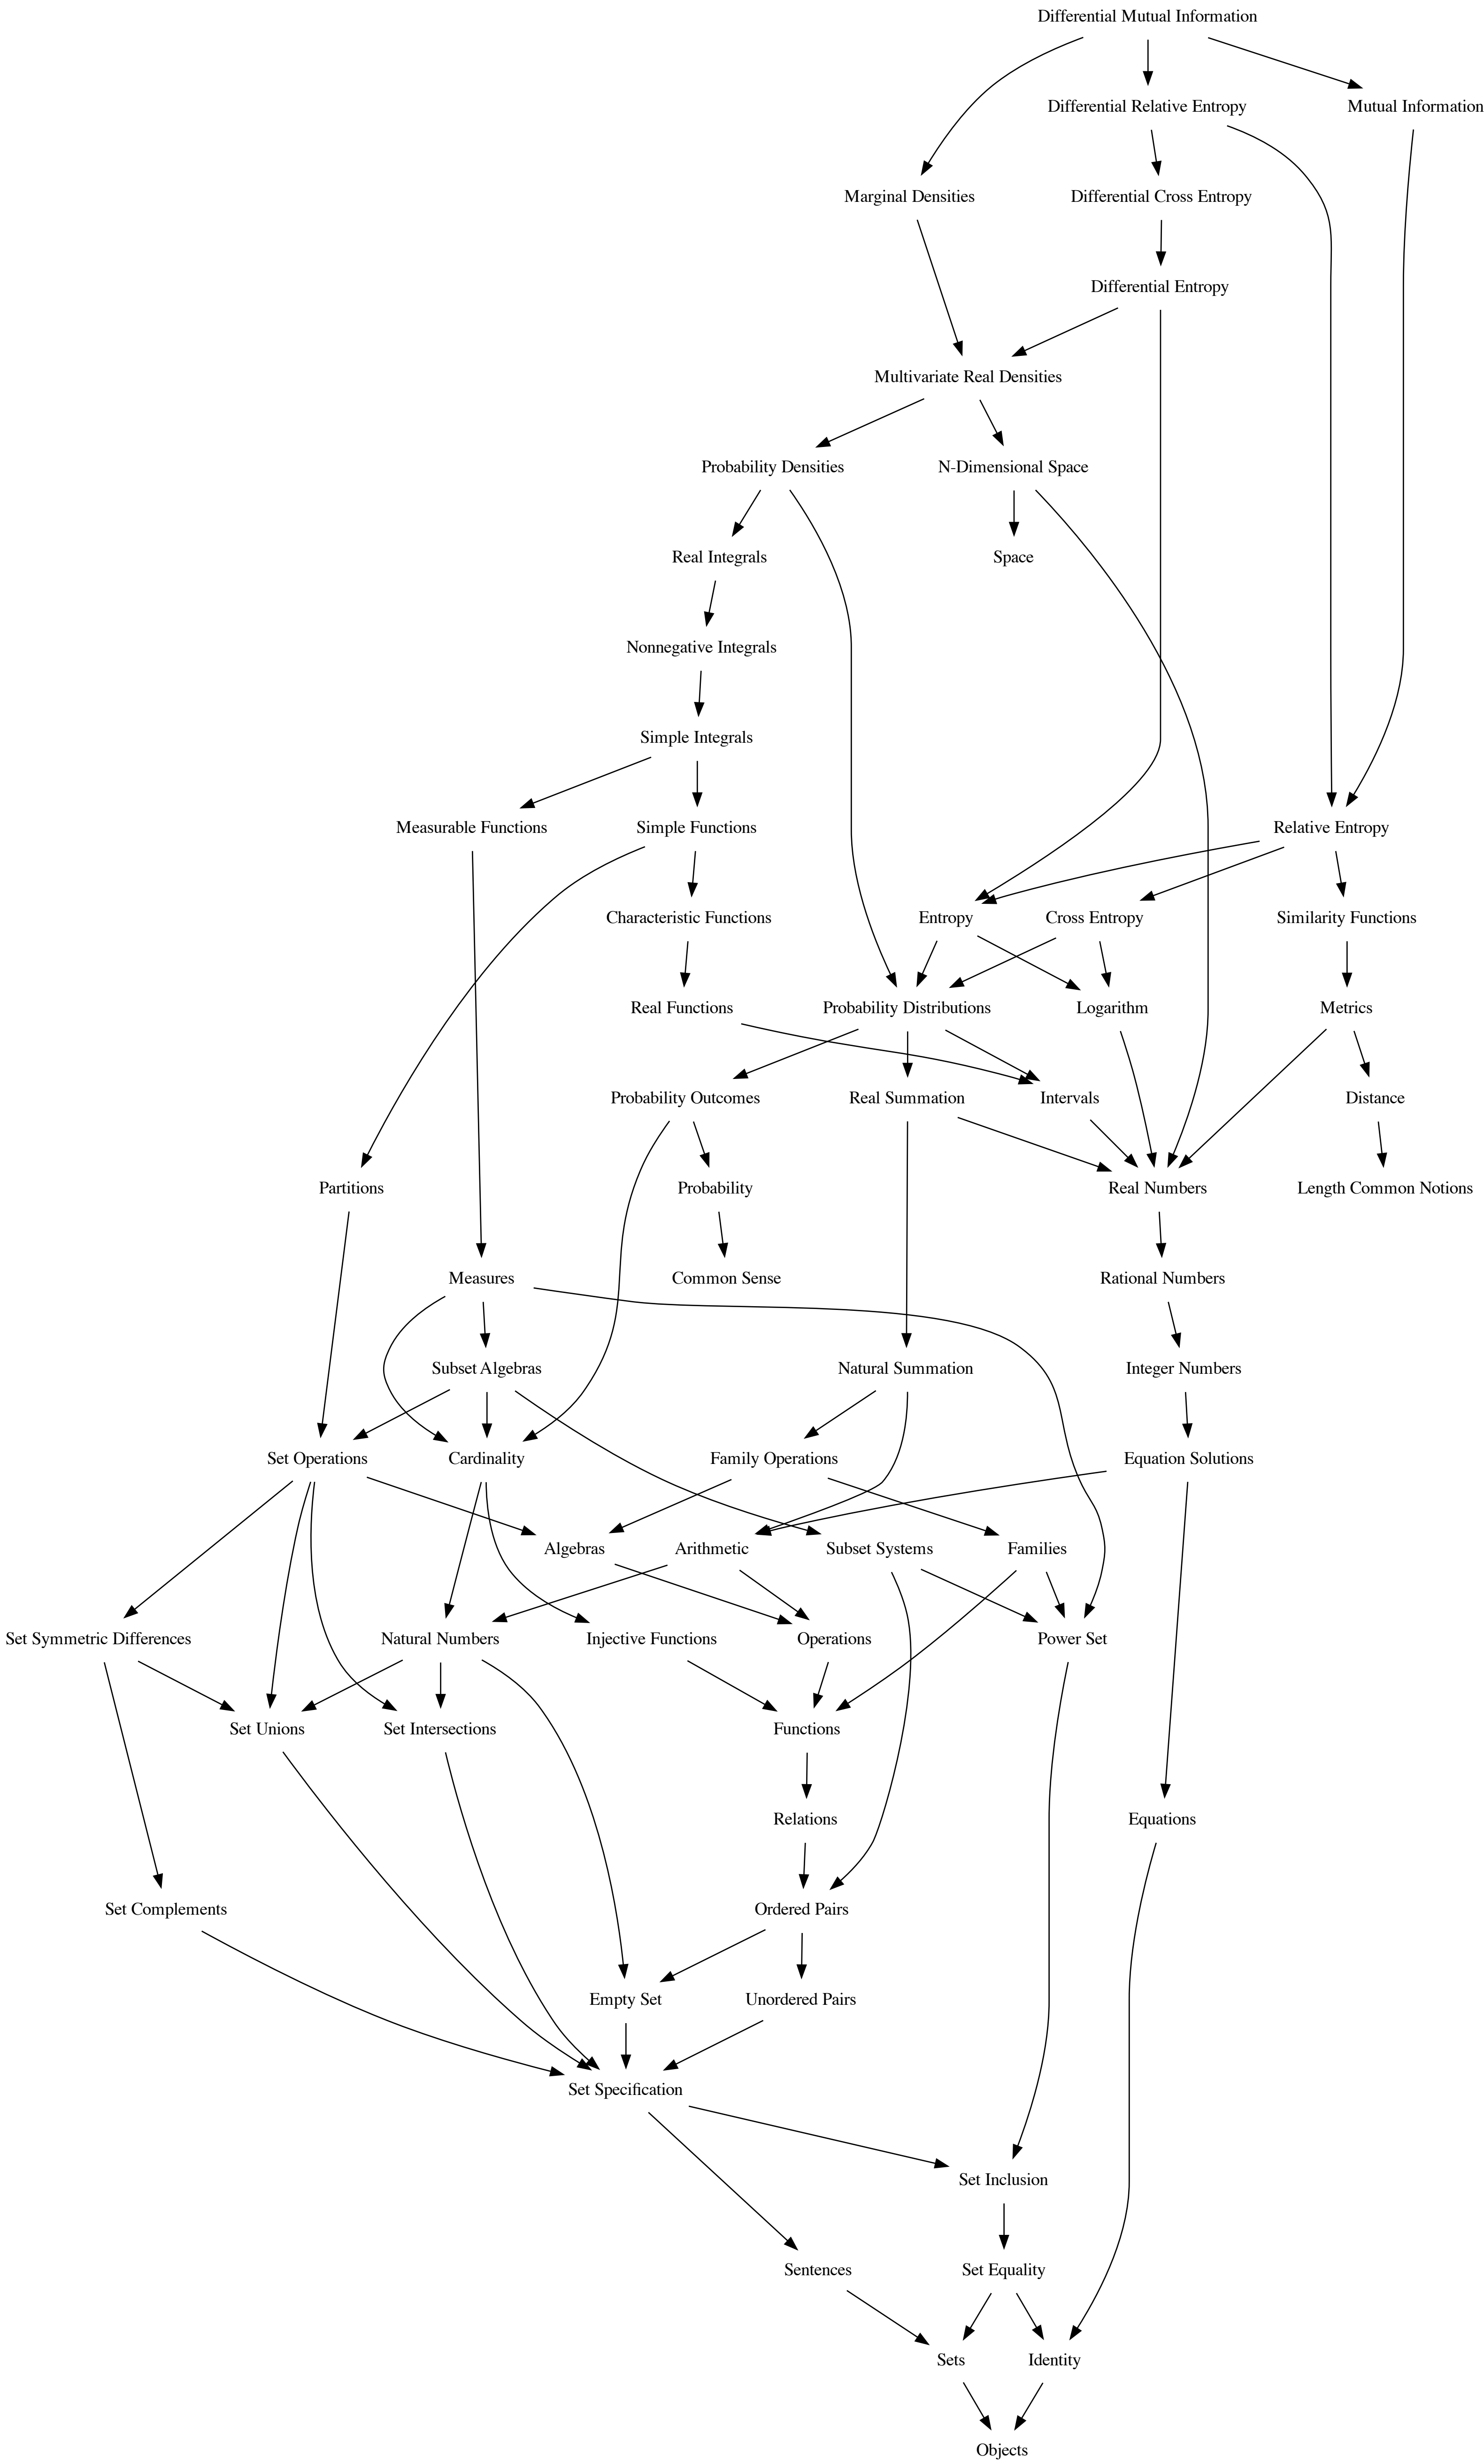 Differential Mutual Information
Differential Relative Entropy
Mutual Information
Marginal Densities
Differential Cross Entropy
Differential Entropy
Multivariate Real Densities
Probability Densities
N-Dimensional Space
Real Integrals
Space
Nonnegative Integrals
Simple Integrals
Measurable Functions
Simple Functions
Relative Entropy
Characteristic Functions
Entropy
Cross Entropy
Similarity Functions
Real Functions
Probability Distributions
Logarithm
Metrics
Probability Outcomes
Real Summation
Intervals
Distance
Partitions
Probability
Real Numbers
Length Common Notions
Measures
Common Sense
Rational Numbers
Subset Algebras
Natural Summation
Integer Numbers
Set Operations
Cardinality
Family Operations
Equation Solutions
Algebras
Arithmetic
Subset Systems
Families
Set Symmetric Differences
Natural Numbers
Injective Functions
Operations
Power Set
Set Unions
Set Intersections
Functions
Relations
Equations
Set Complements
Ordered Pairs
Empty Set
Unordered Pairs
Set Specification
Set Inclusion
Sentences
Set Equality
Sets
Identity
Objects